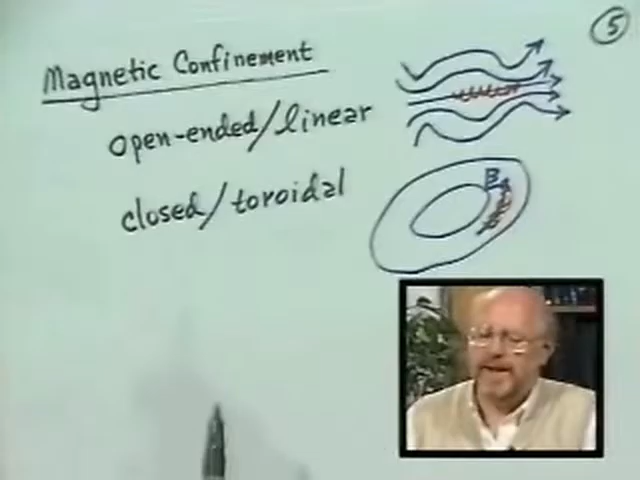 5
Magnetic Confinement
open-ended/linear
closed/toroidal
B